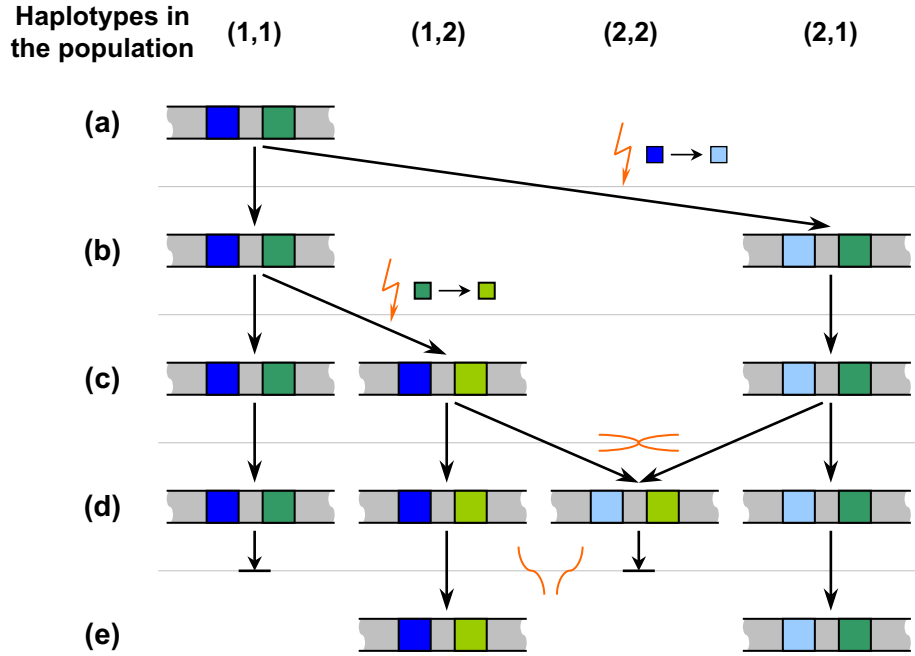 Haplotypes in
the population
(1,1) (1,2) (2,2) (2,1)
(a)
(b)
(c)
(d)
(e)